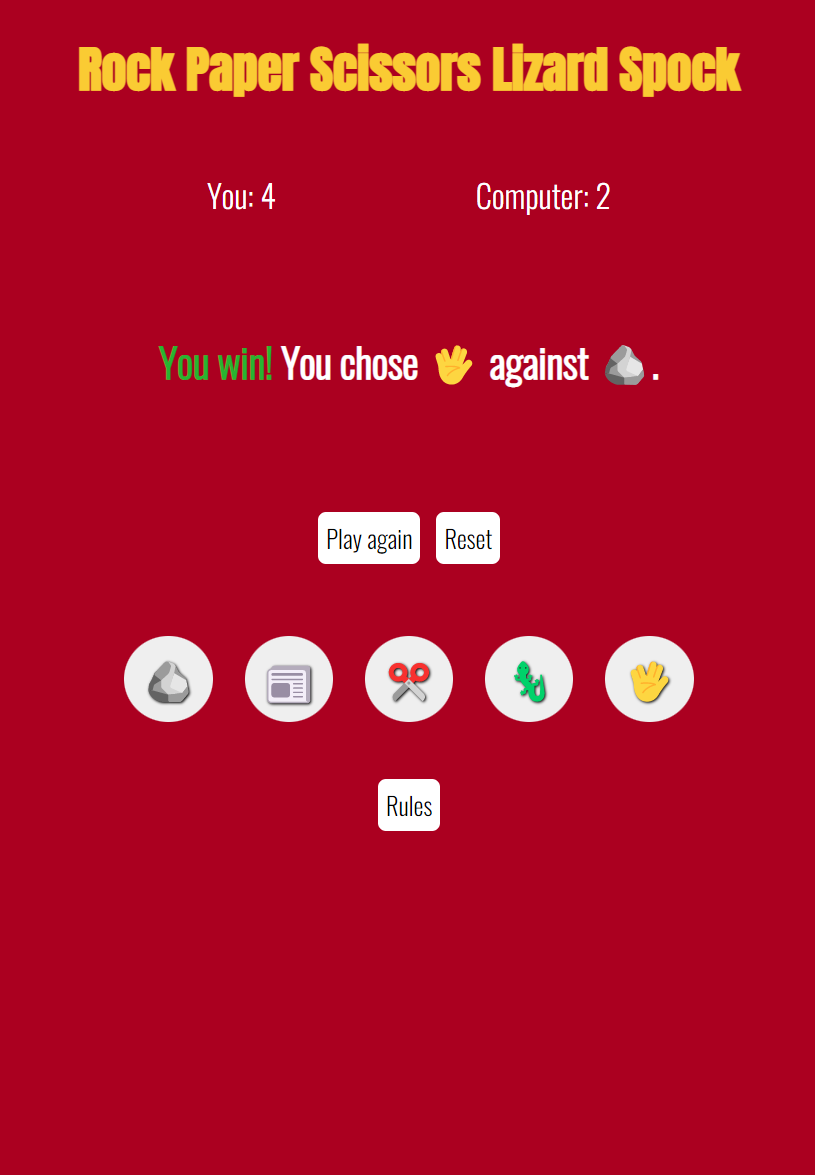 Rock Paper Scissors Lizard Spock
You: 4 Computer: 2
You win! You chose 🖖 against 🪨.
Play again Reset
Rules